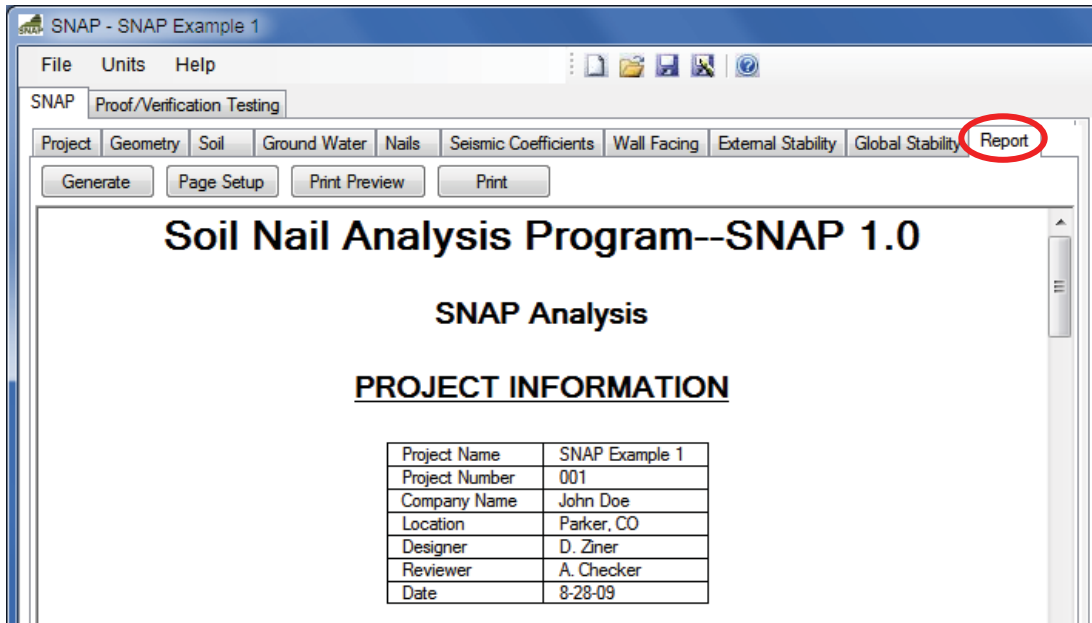 SNAP - SNAP Example 1
File Units Help
SNAP Proof/Verification Testing
Project Geometry Soil Ground Water Nails Seismic Coefficients Wall Facing External Stability Global Stability Report
Generate Page Setup Print Preview Print
Soil Nail Analysis Program--SNAP 1.0
SNAP Analysis
PROJECT INFORMATION
Project Name SNAP Example 1
Project Number 001
Company Name John Doe
Location Parker, CO
Designer D. Ziner
Reviewer A. Checker
Date 8-28-09